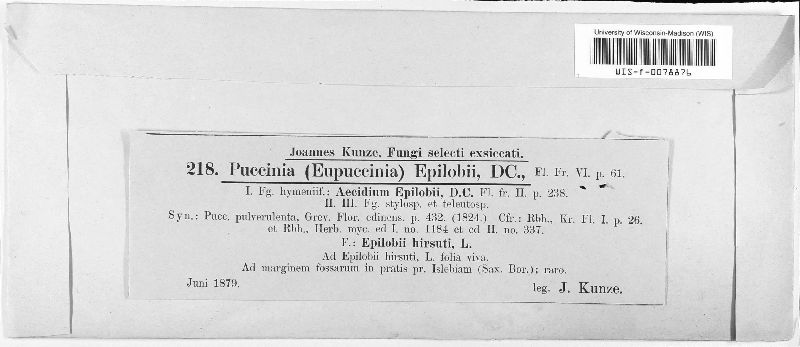 University of Wisconsin-Madison (WIS)
WIS-f-0078876
Joannes Kunze, Fungi selecti exsiccati.
218. Puccinia (Eupuccinia) Epilobii, DC., Fl. Fr. VI. p. 61.
I. Fg. hymeniif.: Aecidium Epilobii, D.C. Fl. fr. II. p. 238.
II. III. Fg. stylosp. et teleutosp.
Syn.: Pucc. pulverulenta, Grev. Flor. edinens. p. 432. (1824.) Cfr.: Rbh., Kr. Fl. I. p. 26.
et Rbh., Herb. myc. ed I. no. 1184 et ed II. no. 337.
F.: Epilobii hirsuti, L.
Ad Epilobii hirsuti, L. folia viva.
Ad marginem fossarum in pratis pr. Islebiam (Sax. Bor.); raro.
Juni 1879.
leg. J. Kunze.